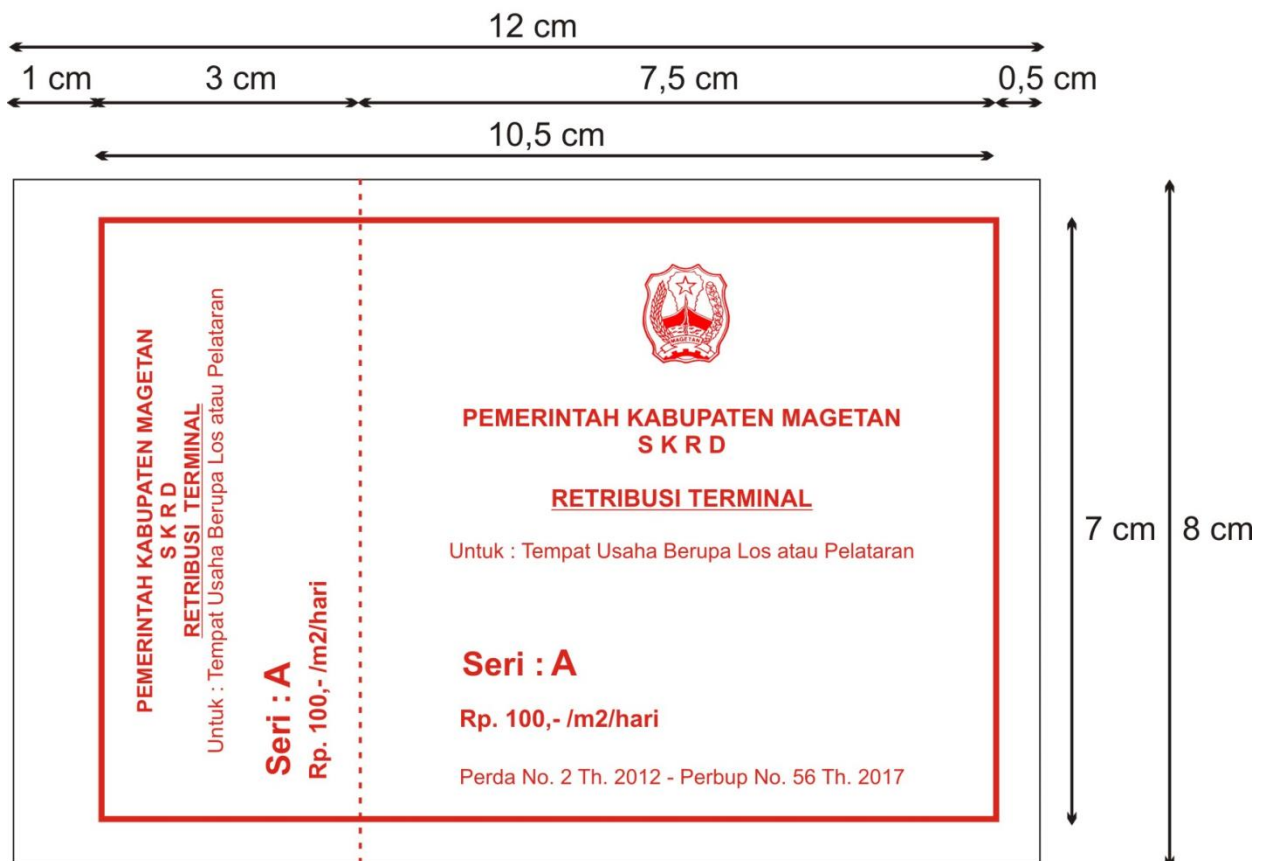 12 cm
1 cm
3 cm
7,5 cm
0,5 cm
10,5 cm
PEMERINTAH KABUPATEN MAGETAN
S K R D
RETRIBUSI TERMINAL
Untuk : Tempat Usaha Berupa Los atau Pelataran
Seri : A
Rp. 100,- /m2/hari
MAGETAN
PEMERINTAH KABUPATEN MAGETAN
S K R D
RETRIBUSI TERMINAL
Untuk : Tempat Usaha Berupa Los atau Pelataran
Seri : A
Rp. 100,- /m2/hari
Perda No. 2 Th. 2012 - Perbup No. 56 Th. 2017
7 cm
8 cm